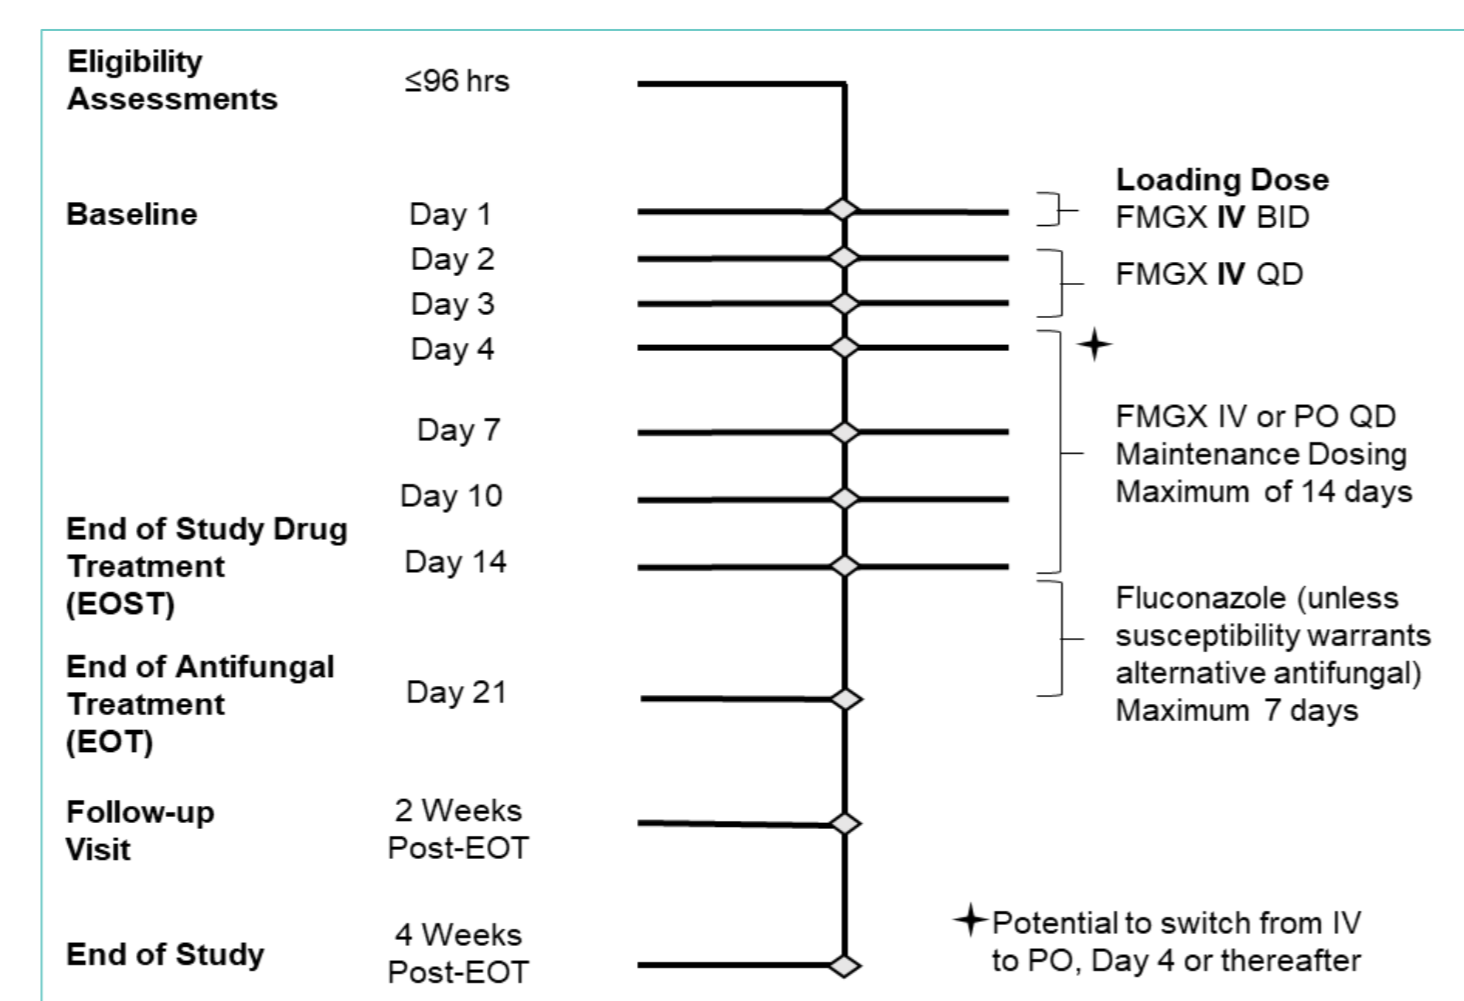 Eligibility
Assessments
≤96 hrs
Loading Dose
FMGX IV BID
Baseline
Day 1
Day 2
FMGX IV QD
Day 3
Day 4
FMGX IV or PO QD
Maintenance Dosing
Maximum of 14 days
Day 7
Day 10
End of Study Drug
Treatment
(EOST)
Day 14
Fluconazole (unless
susceptibility warrants
alternative antifungal)
Maximum 7 days
End of Antifungal
Treatment
(EOT)
Day 21
Follow-up
Visit
2 Weeks
Post-EOT
End of Study
4 Weeks
Post-EOT
Potential to switch from IV
to PO, Day 4 or thereafter